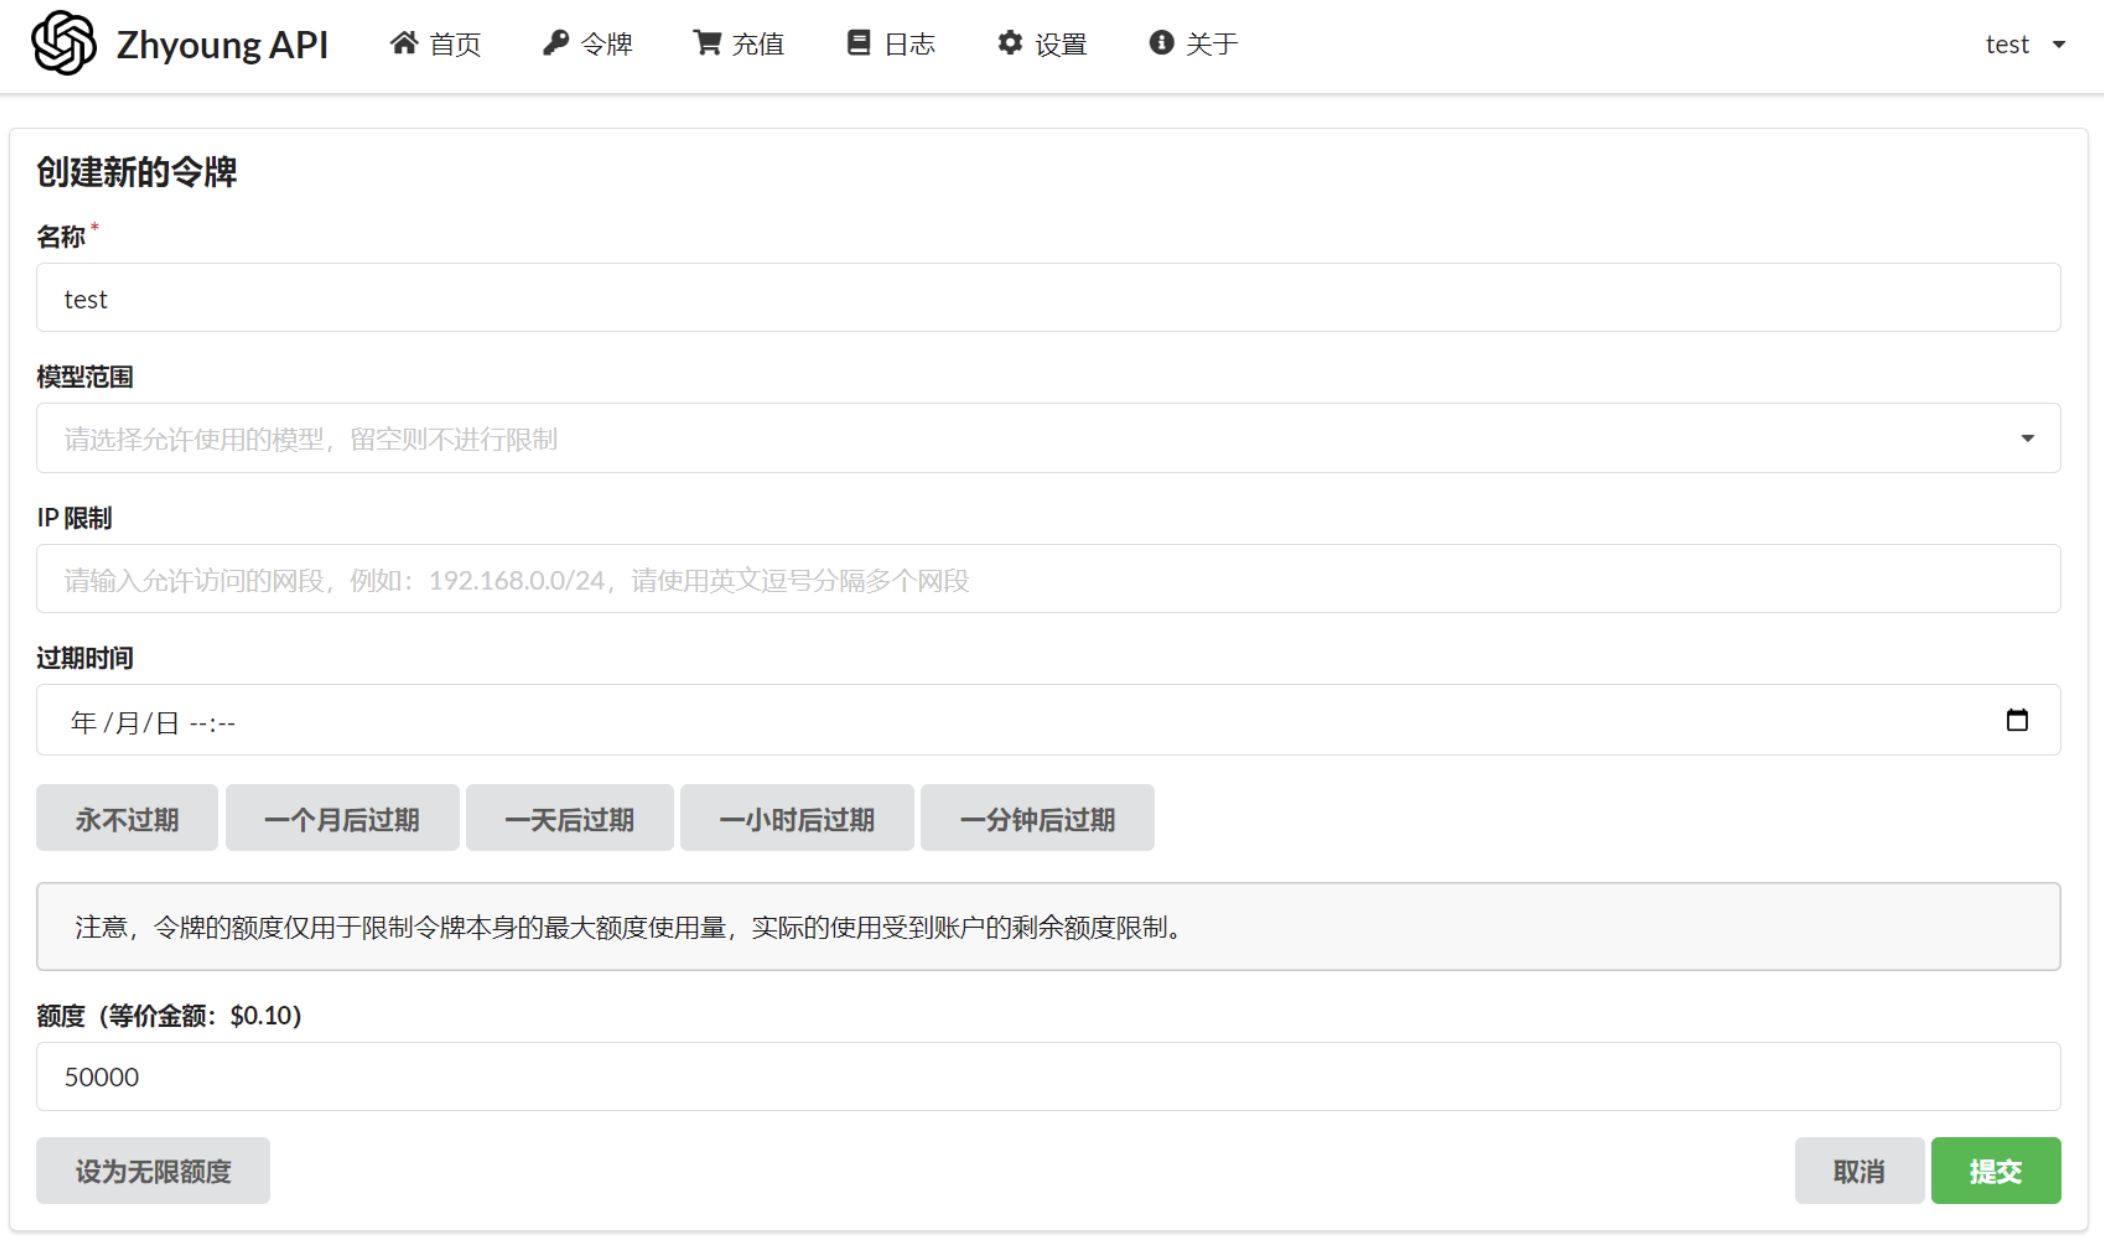 Zhyoung API 首页 令牌 充值 日志 设置 关于 test
创建新的令牌
名称 *
test
模型范围
请选择允许使用的模型，留空则不进行限制
IP 限制
请输入允许访问的网段，例如：192.168.0.0/24，请使用英文逗号分隔多个网段
过期时间
年 /月/日 --:--
永不过期 一个月后过期 一天后过期 一小时后过期 一分钟后过期
注意，令牌的额度仅用于限制令牌本身的最大额度使用量，实际的使用受到账户的剩余额度限制。
额度（等价金额：$0.10）
50000
设为无限额度 取消 提交